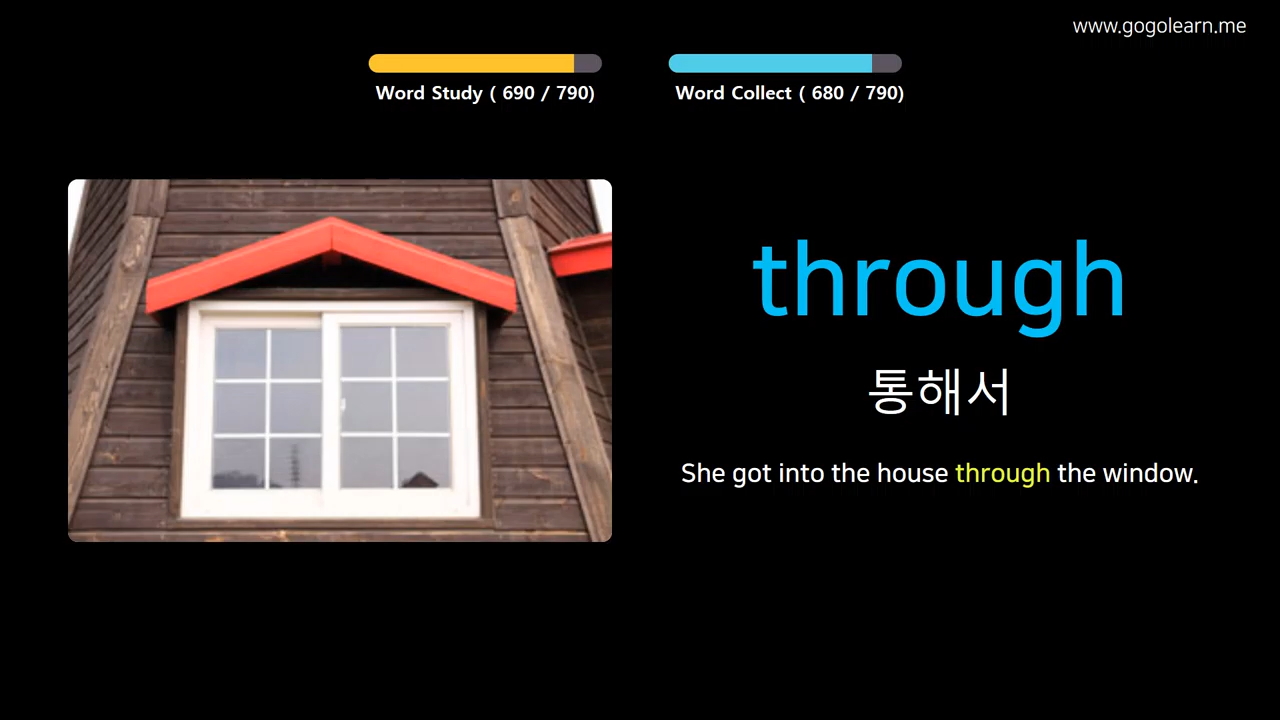 www.gogolearn.me
Word Study ( 690 / 790)
Word Collect ( 680 / 790)
through
통해서
She got into the house through the window.